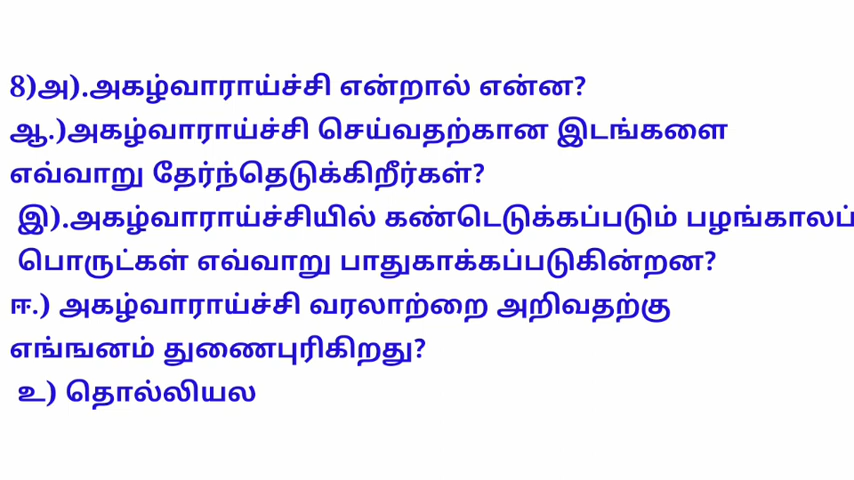 8)அ).அகழ்வாராய்ச்சி என்றால் என்ன?
ஆ.)அகழ்வாராய்ச்சி செய்வதற்கான இடங்களை
எவ்வாறு தேர்ந்தெடுக்கிறீர்கள்?
இ).அகழ்வாராய்ச்சியில் கண்டெடுக்கப்படும் பழங்காலப்
பொருட்கள் எவ்வாறு பாதுகாக்கப்படுகின்றன?
ஈ.) அகழ்வாராய்ச்சி வரலாற்றை அறிவதற்கு
எங்ஙனம் துணைபுரிகிறது?
உ) தொல்லியல